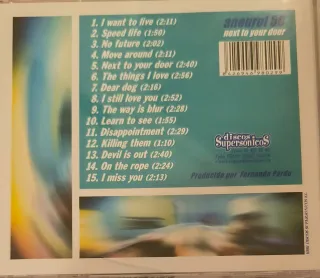 1. I want to live (2:11)
2. Speed life (1:50)
3. No future (2:02)
4. Move around (2:11)
5. Next to your door (2:40)
6. The things I love (2:56)
7. Dear dog (2:16)
8. I still love you (2:52)
9. The way is blur (2:28)
10. Learn to see (1:55)
11. Disappointment (2:29)
12. Killing them (1:10)
13. Devil is out (2:40)
14. On the rope (2:24)
15. I miss you (2:13)
aneurol 50
next to your door
discos
Supersonicos
Producido por Fernando Pardo